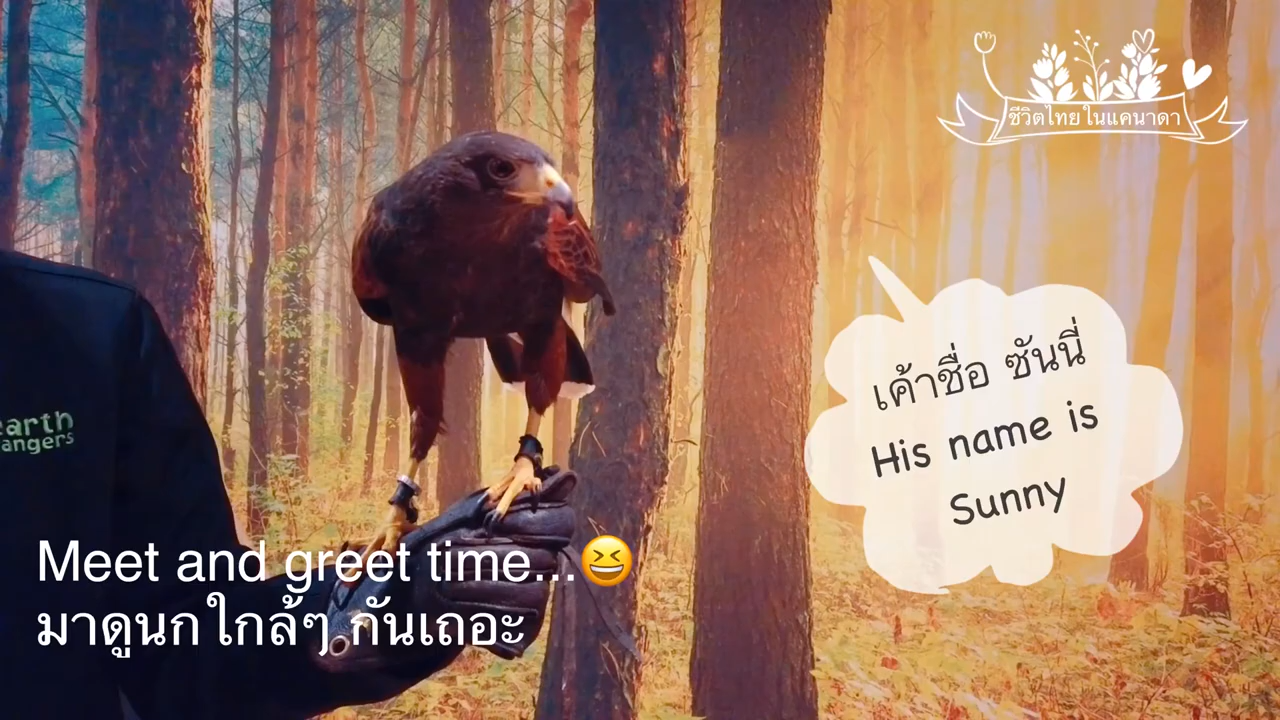 ชีวิตไทยในแคนาดา
เค้าชื่อ ซันนี่
His name is
Sunny
earth
angers
Meet and greet time...😆
มาดูนกใกล้ๆ กันเถอะ